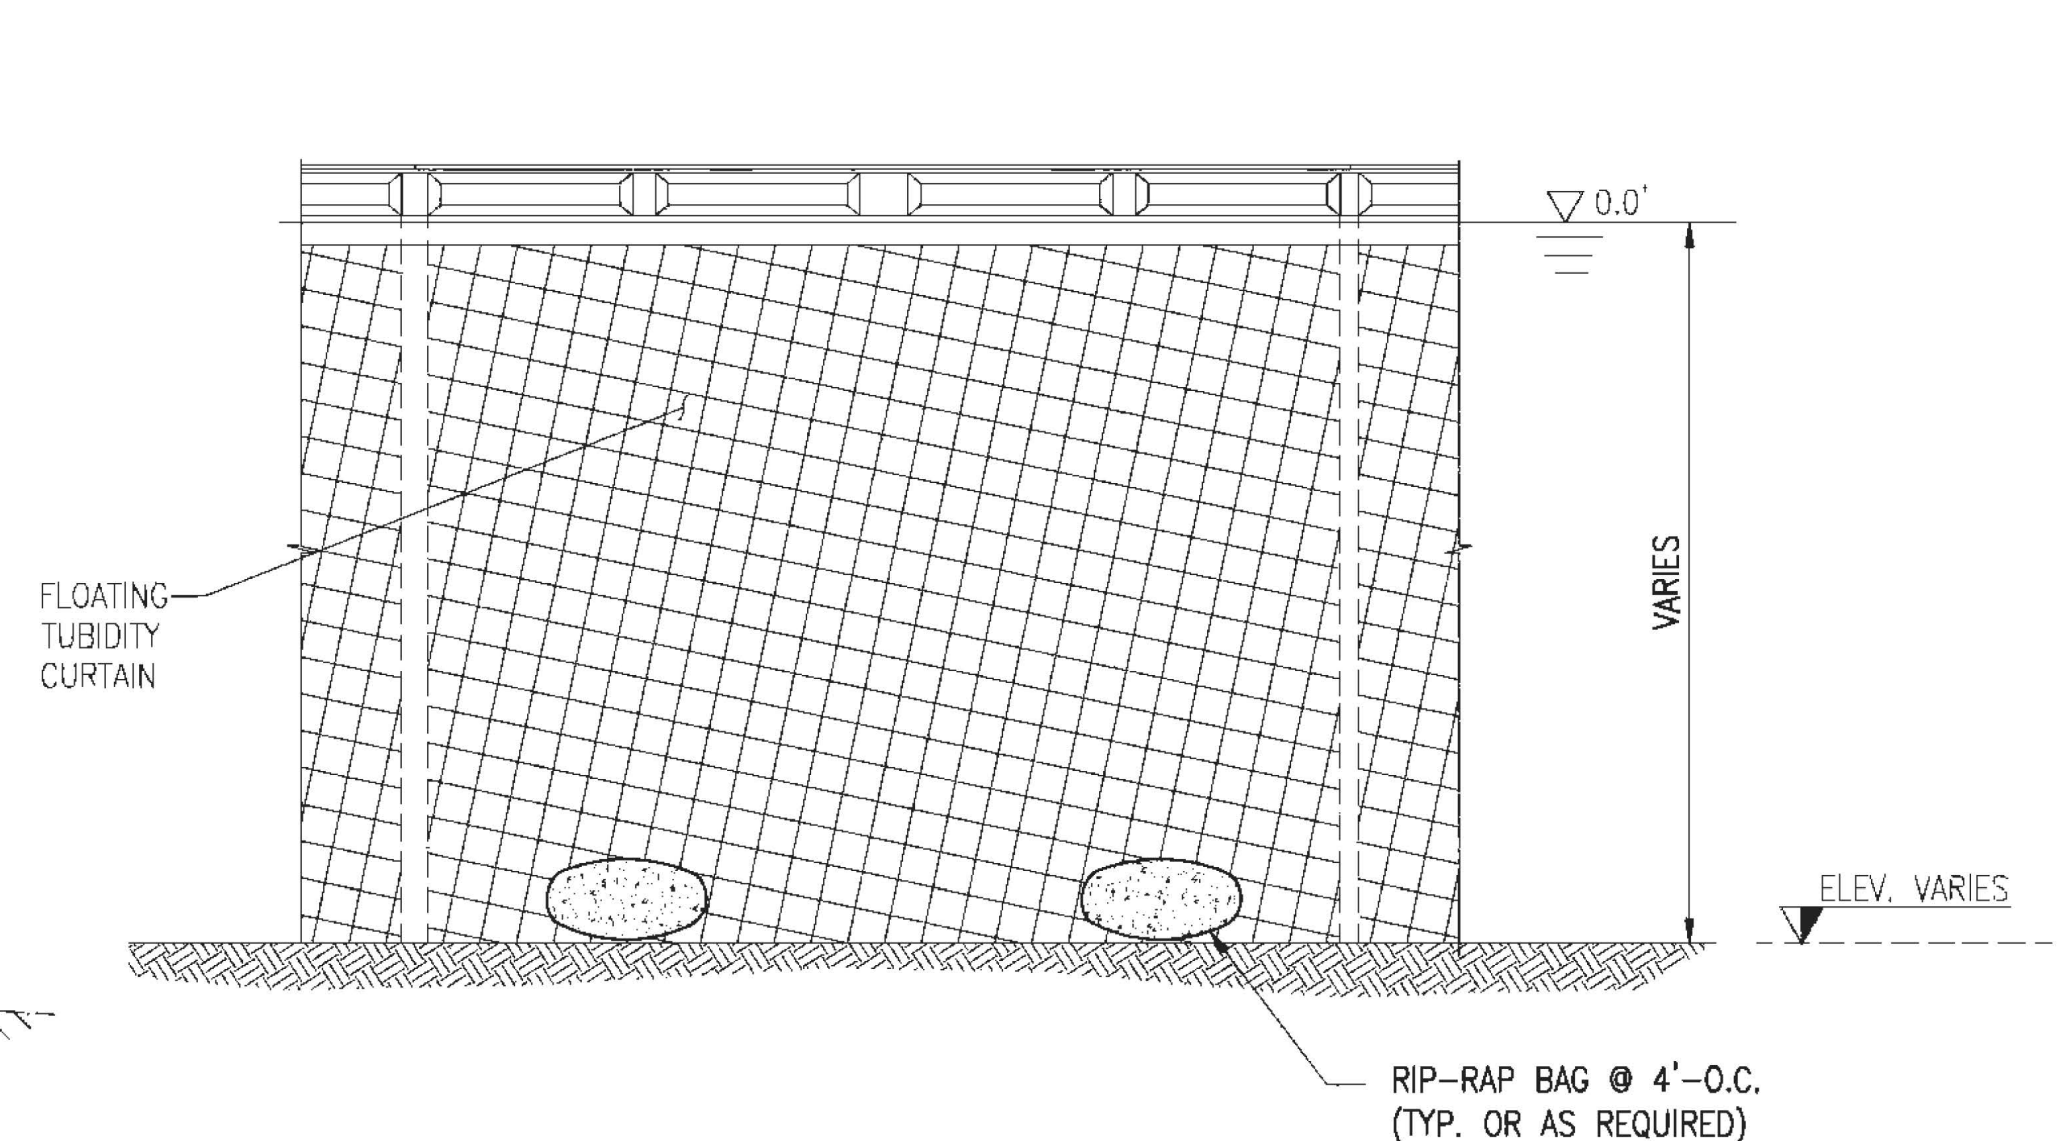 0.0'
FLOATING
TUBIDITY
CURTAIN
VARIES
ELEV. VARIES
RIP-RAP BAG @ 4'-O.C.
(TYP. OR AS REQUIRED)